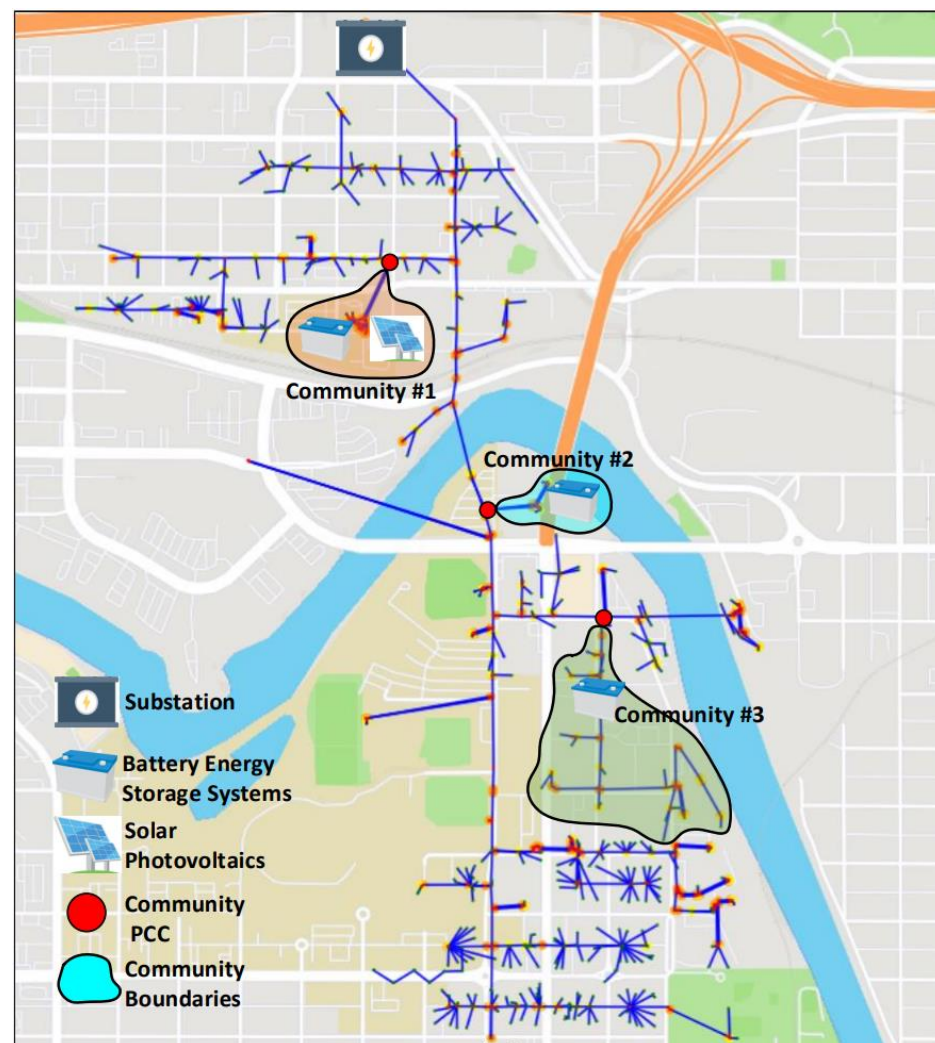 Community #1
Community #2
Community #3
Substation
Battery Energy
Storage Systems
Solar
Photovoltaics
Community
PCC
Community
Boundaries